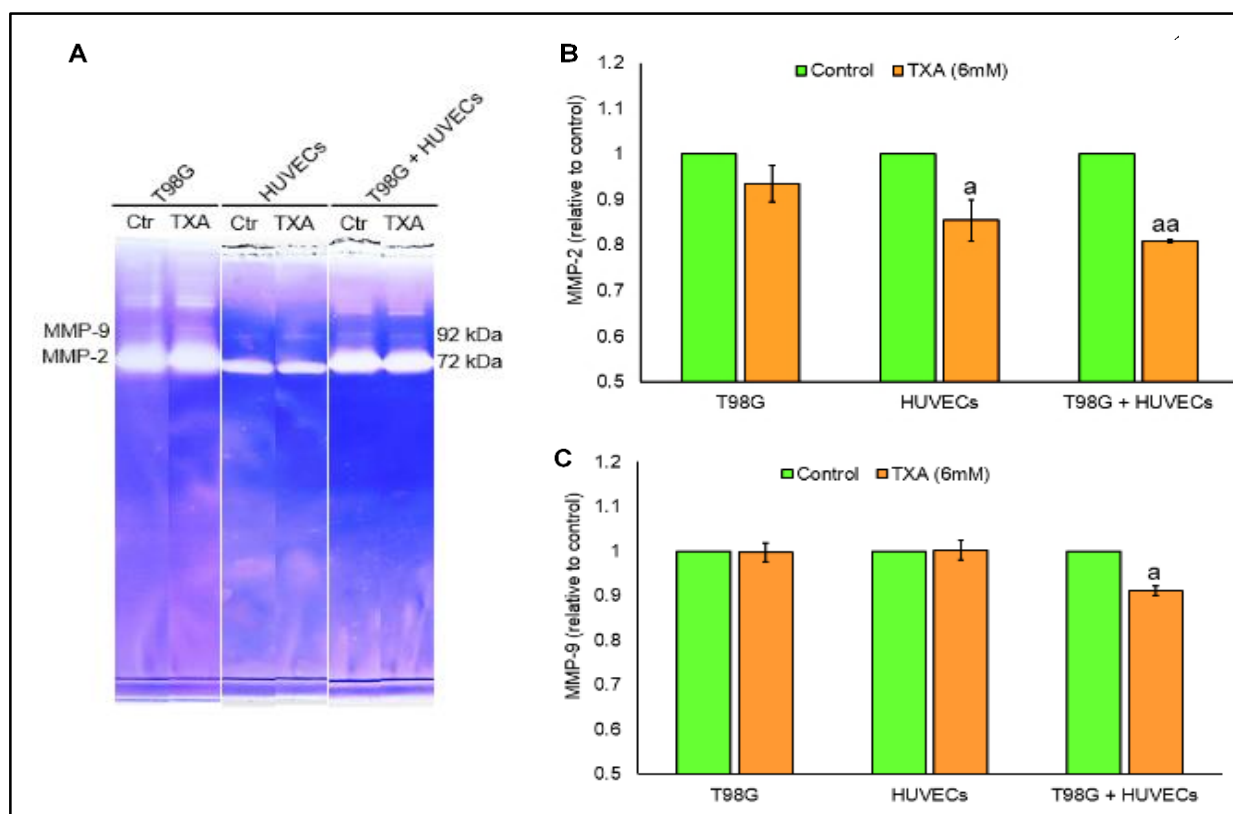 A
T98G
HUVECs
T98G + HUVECs
Ctr TXA Ctr TXA Ctr TXA
MMP-9
92 kDa
MMP-2
72 kDa
B
Control TXA (6mM)
MMP-2 (relative to control)
1.2
1.1
1
0.9
0.8
0.7
0.6
0.5
a
aa
T98G HUVECs T98G + HUVECs
C
Control TXA (6mM)
MMP-9 (relative to control)
1.2
1.1
1
0.9
0.8
0.7
0.6
0.5
a
T98G HUVECs T98G + HUVECs